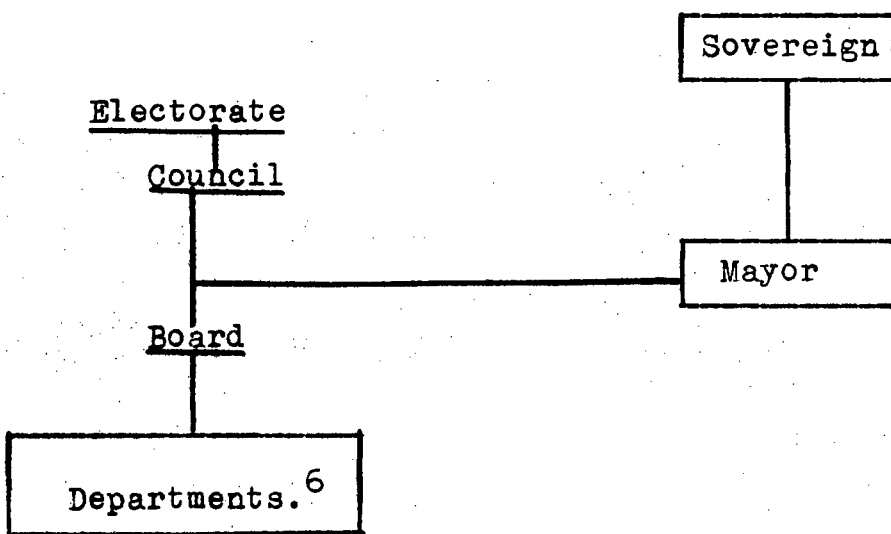 Sovereign
Electorate
Council
Mayor
Board
Departments.6